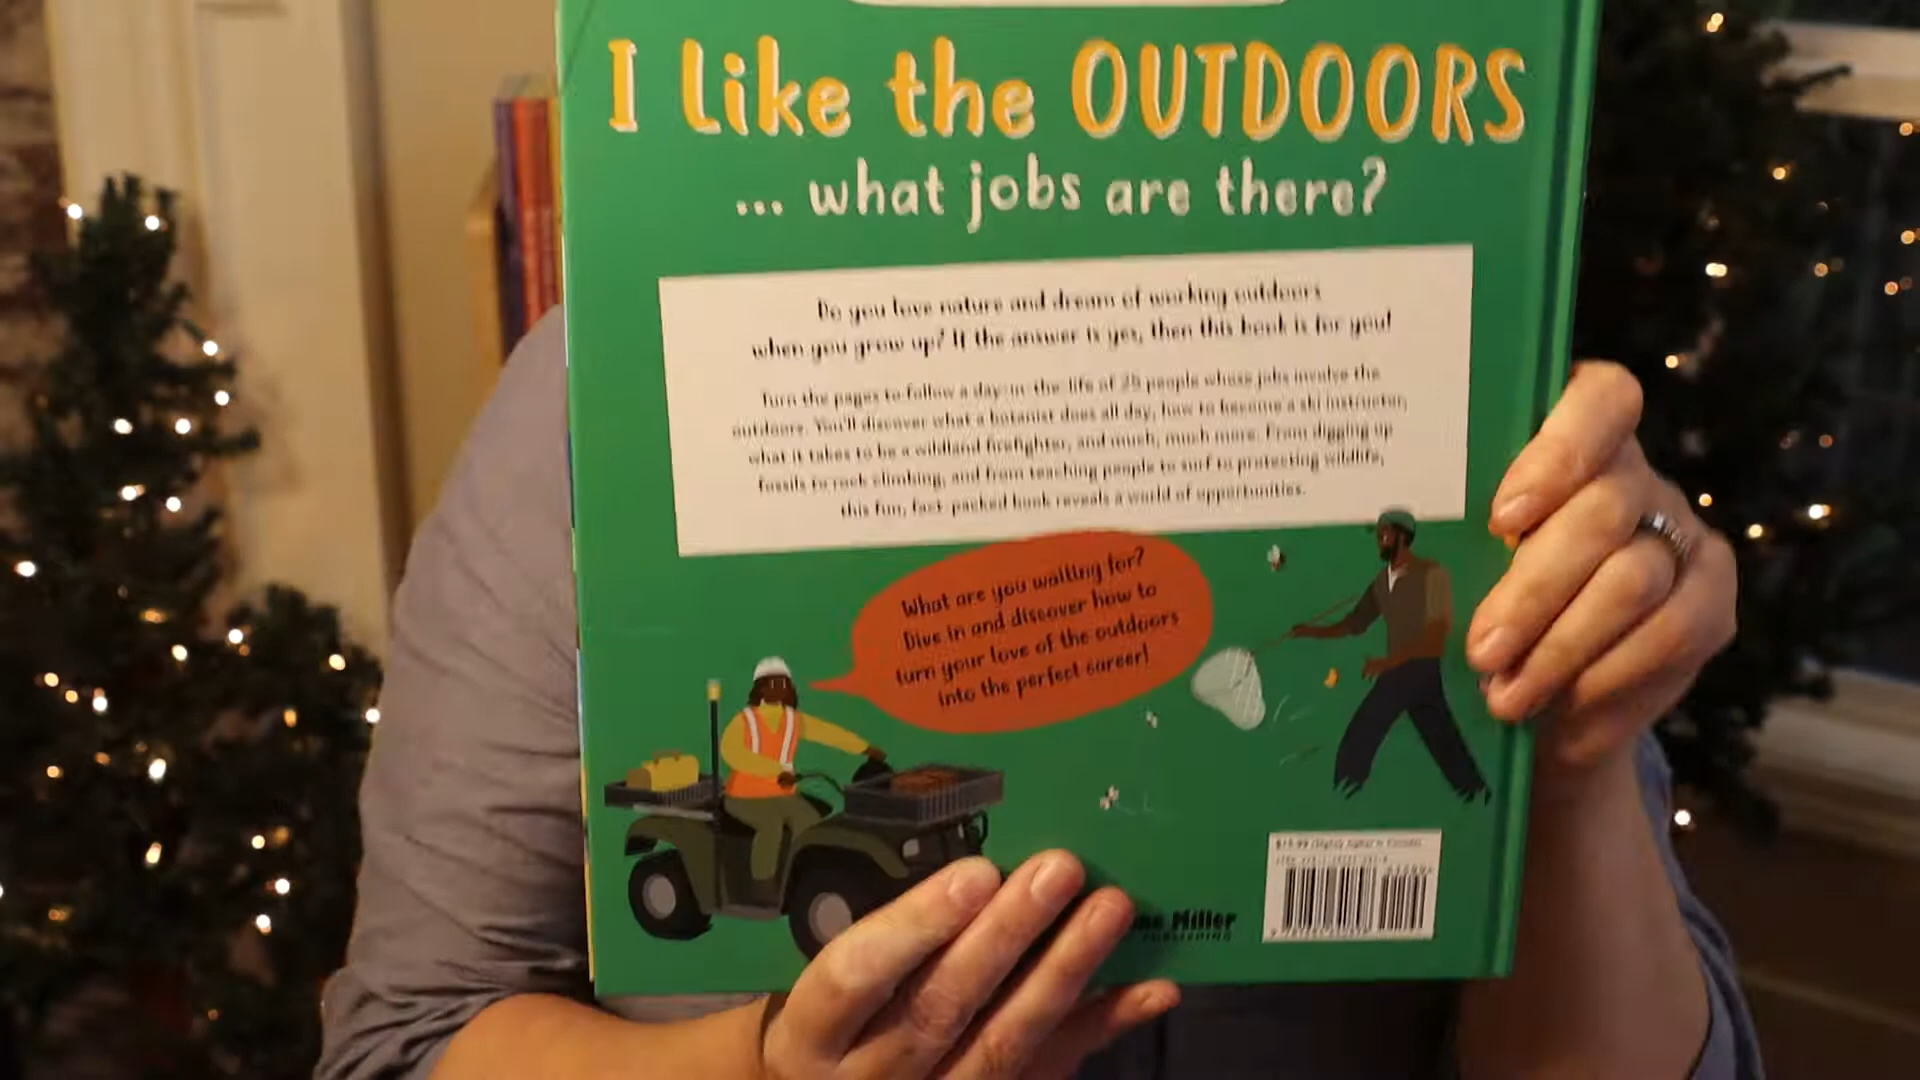 I like the OUTDOORS
... what jobs are there?
Do you love nature and dream of working outdoors
when you grow up? If the answer is yes, then this book is for you!
Turn the pages to follow a day-in-the-life of 25 people whose jobs involve the
outdoors. You'll discover what a botanist does all day, how to become a ski instructor,
what it takes to be a wildland firefighter, and much, much more. From digging up
fossils to rock climbing, and from teaching people to surf to protecting wildlife,
this fun, fact-packed book reveals a world of opportunities.
What are you waiting for?
Dive in and discover how to
turn your love of the outdoors
into the perfect career!
Miller
PUBLISHING